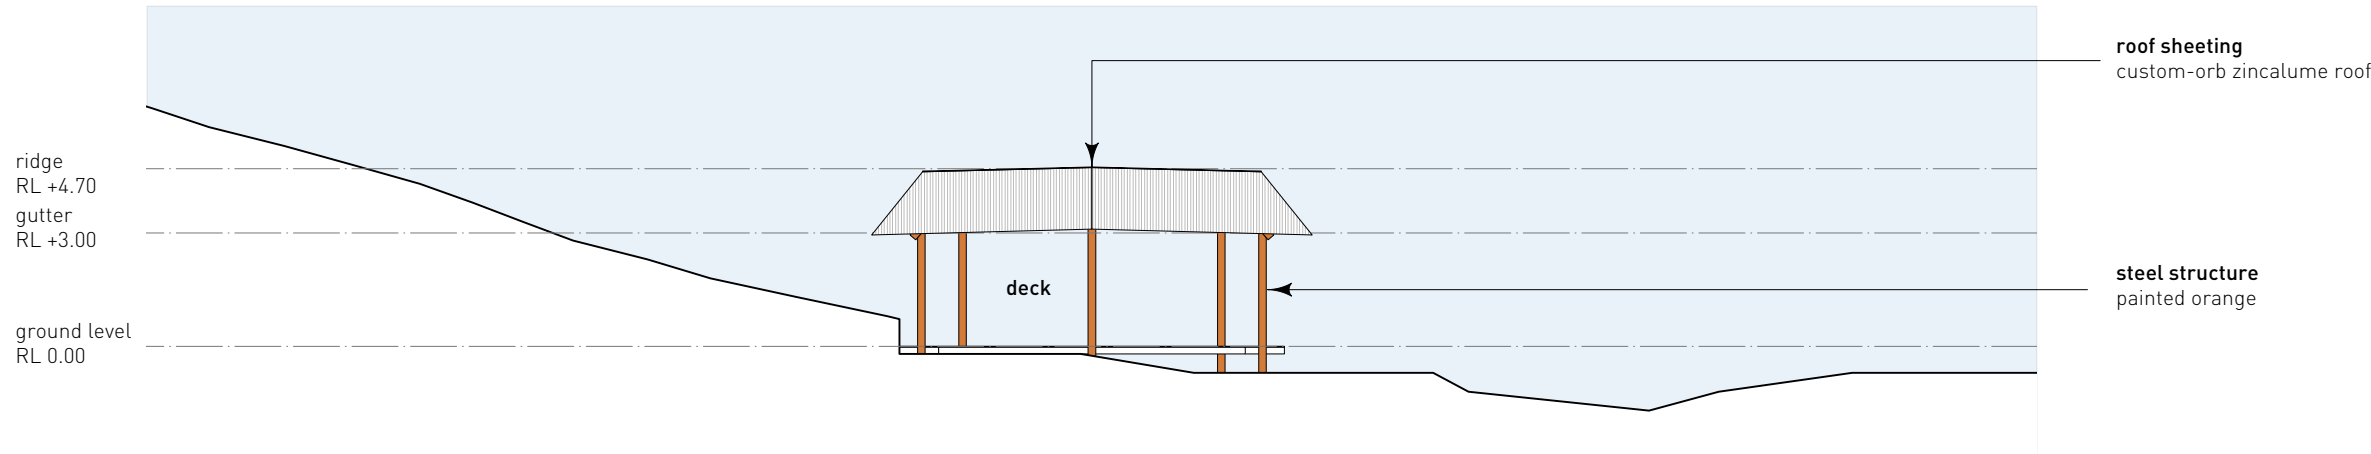 roof sheeting
custom-orb zincalume roof
ridge
RL +4.70
gutter
RL +3.00
deck
steel structure
painted orange
ground level
RL 0.00